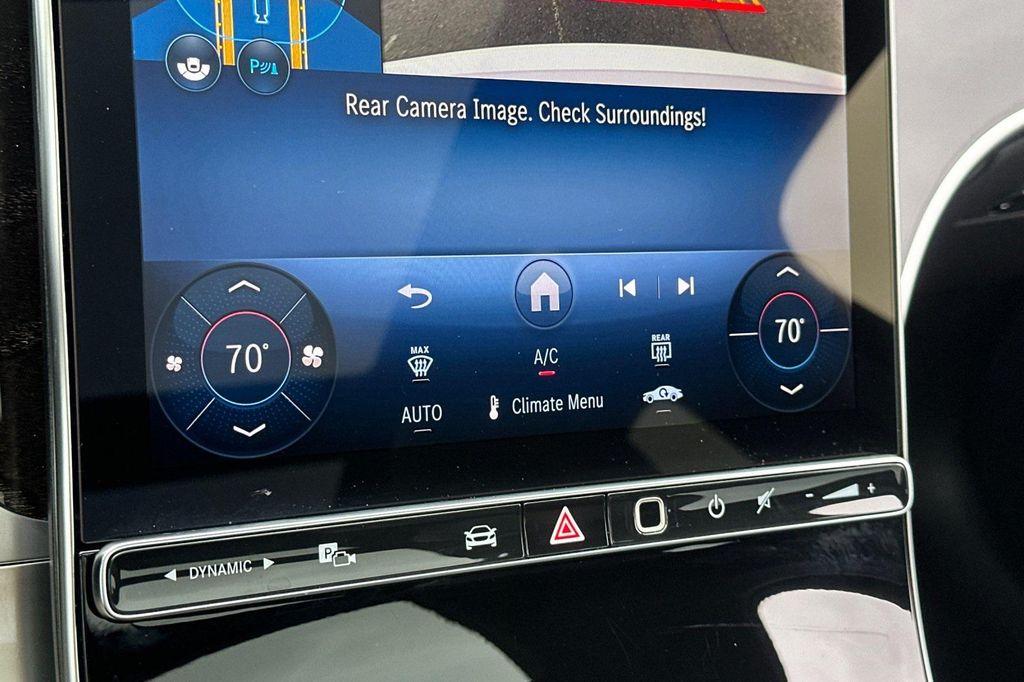 P
Rear Camera Image. Check Surroundings!
70°
MAX
A/C
REAR
70°
AUTO
Climate Menu
◄ DYNAMIC ►
P
- +